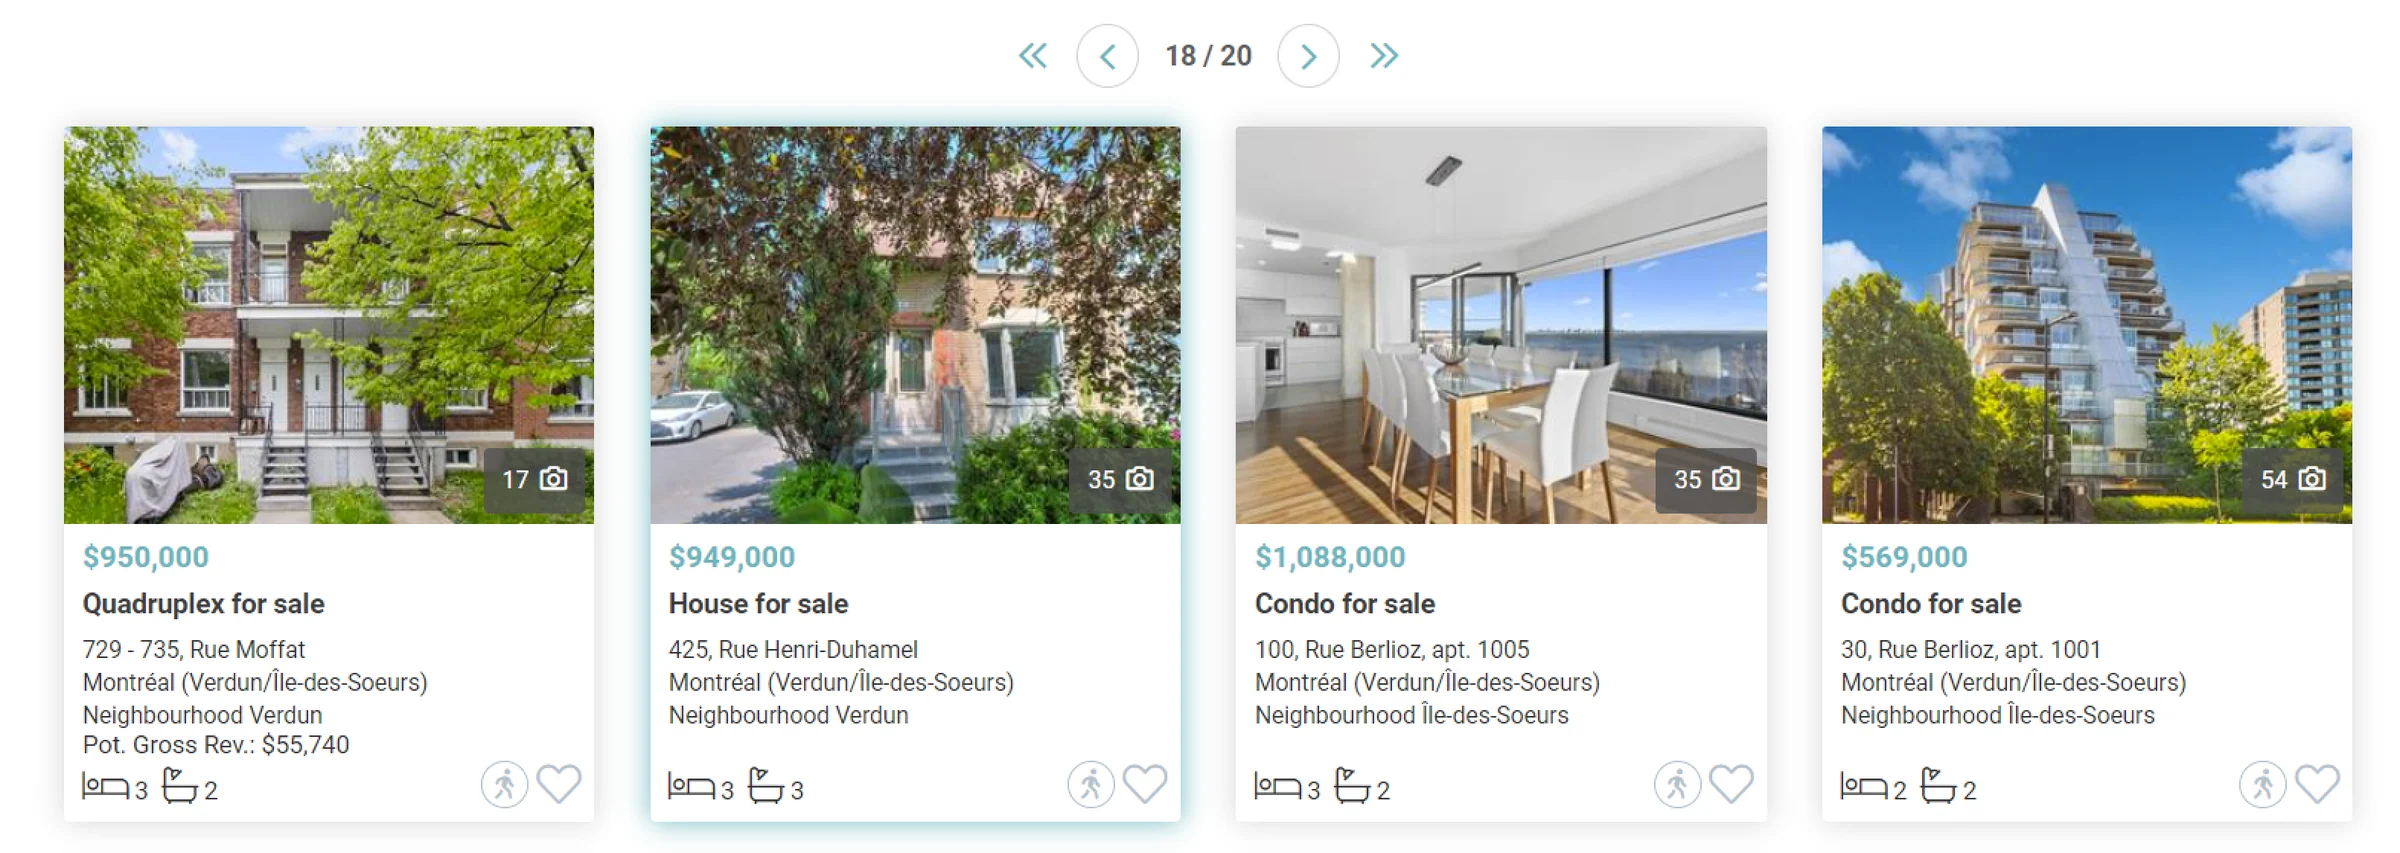 18 / 20
17
$950,000
Quadruplex for sale
729 - 735, Rue Moffat
Montréal (Verdun/Île-des-Soeurs)
Neighbourhood Verdun
Pot. Gross Rev.: $55,740
3 2
35
$949,000
House for sale
425, Rue Henri-Duhamel
Montréal (Verdun/Île-des-Soeurs)
Neighbourhood Verdun
3 3
35
$1,088,000
Condo for sale
100, Rue Berlioz, apt. 1005
Montréal (Verdun/Île-des-Soeurs)
Neighbourhood Île-des-Soeurs
3 2
54
$569,000
Condo for sale
30, Rue Berlioz, apt. 1001
Montréal (Verdun/Île-des-Soeurs)
Neighbourhood Île-des-Soeurs
2 2